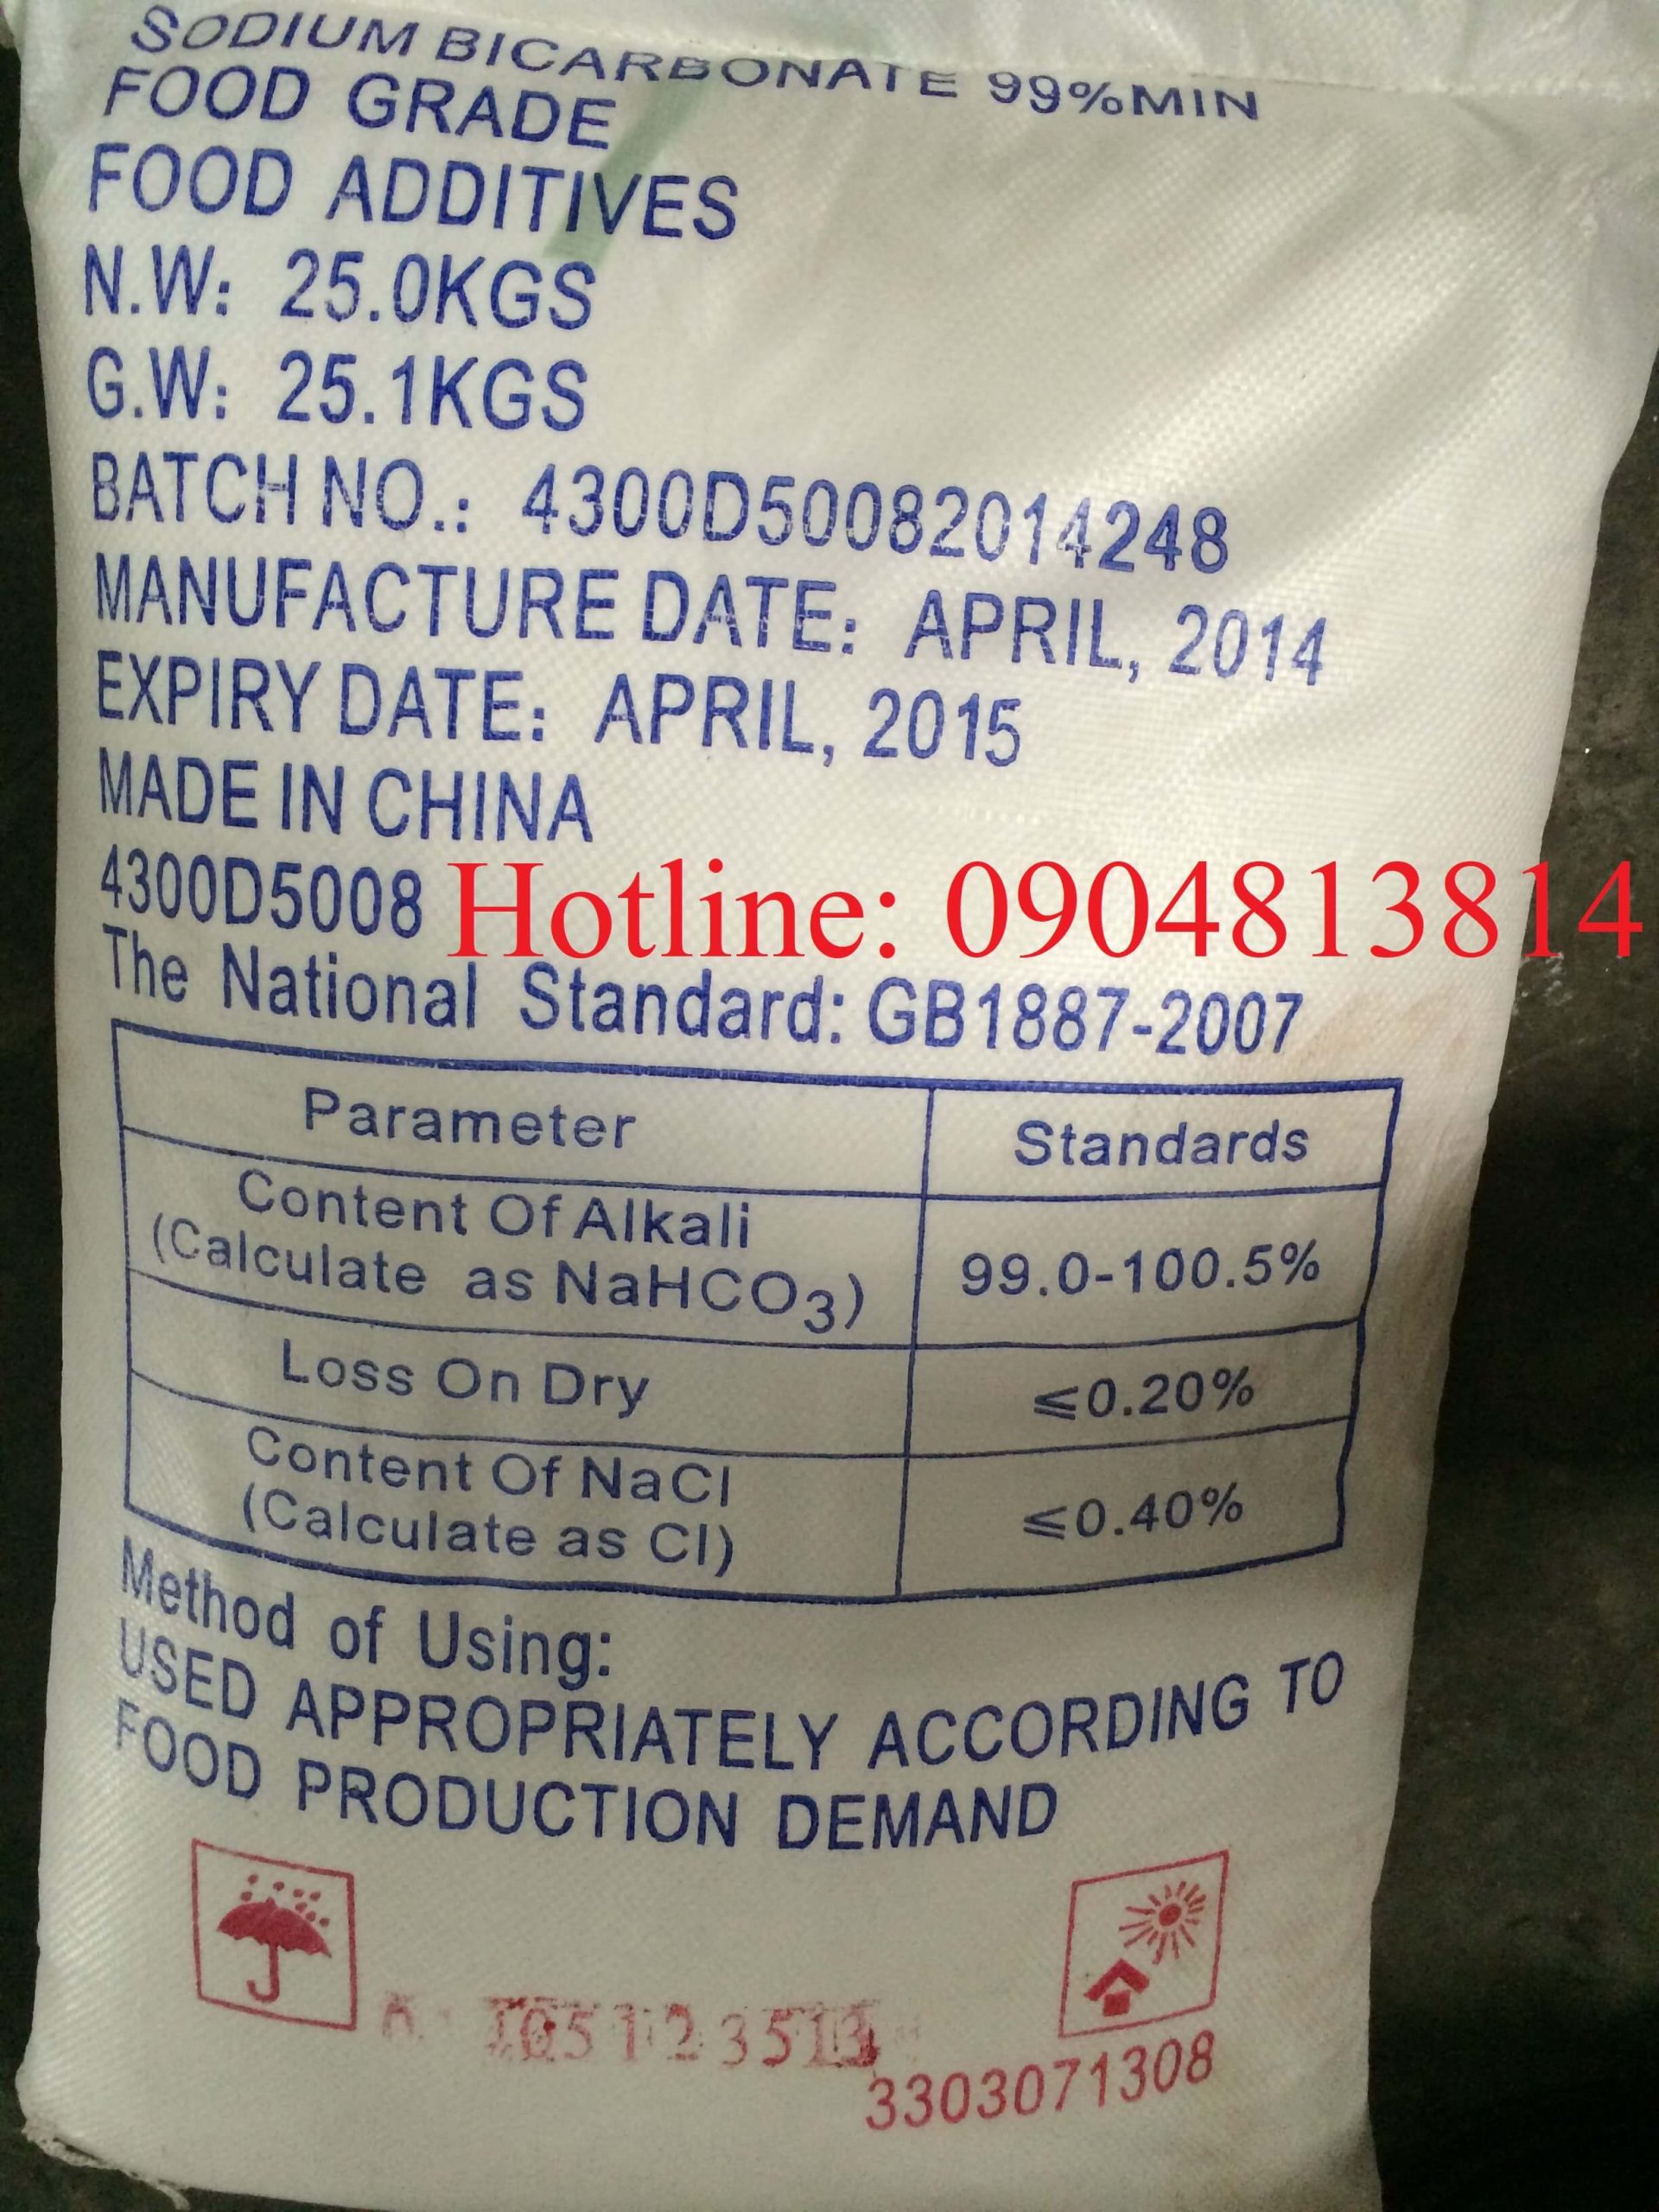 SODIUM BICARBONATE 99%MIN
FOOD GRADE
FOOD ADDITIVES
N.W: 25.0KGS
G.W: 25.1KGS
BATCH NO.: 4300D50082014248
MANUFACTURE DATE: APRIL, 2014
EXPIRY DATE: APRIL, 2015
MADE IN CHINA
4300D5008
Hotline: 0904813814
The National Standard: GB1887-2007
Parameter Standards
Content Of Alkali
(Calculate as NaHCO3) 99.0-100.5%
Loss On Dry ≤0.20%
Content Of NaCl
(Calculate as Cl) ≤0.40%
Method of Using:
USED APPROPRIATELY ACCORDING TO
FOOD PRODUCTION DEMAND
3303071308